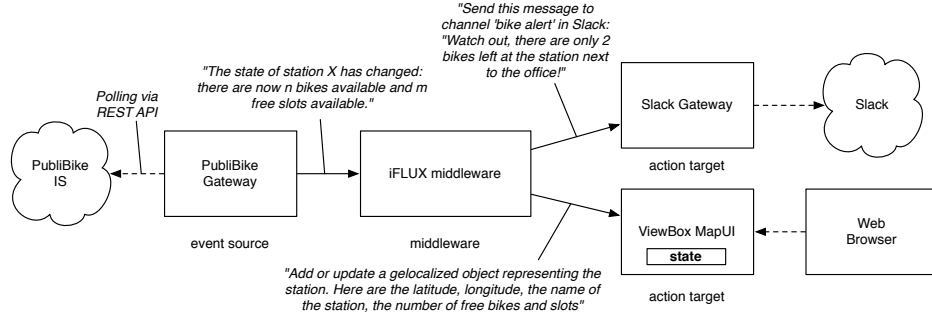 "Send this message to
channel 'bike alert' in Slack:
"Watch out, there are only 2
bikes left at the station next
to the office!"
"The state of station X has changed:
there are now n bikes available and m
free slots available."
Polling via
REST API
PubliBike
IS
PubliBike
Gateway
event source
iFLUX middleware
middleware
Slack Gateway
action target
Slack
ViewBox MapUI
state
action target
Web
Browser
"Add or update a gelocalized object representing the
station. Here are the latitude, longitude, the name of
the station, the number of free bikes and slots"